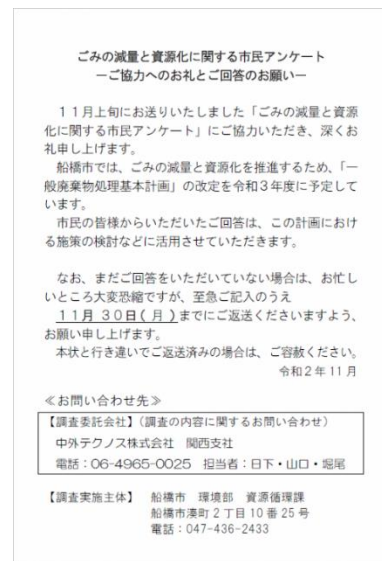 ごみの減量と資源化に関する市民アンケート
－ご協力へのお礼とご回答のお願い－
１１月上旬にお送りいたしました「ごみの減量と資源
化に関する市民アンケート」にご協力いただき、深くお
礼申し上げます。
船橋市では、ごみの減量と資源化を推進するため、「一
般廃棄物処理基本計画」の改定を令和３年度に予定して
います。
市民の皆様からいただいたご回答は、この計画におけ
る施策の検討などに活用させていただきます。
なお、まだご回答をいただいていない場合は、お忙し
いところ大変恐縮ですが、至急ご記入のうえ
１１月 ３０日(月)までにご返送くださいますよう、
お願い申し上げます。
本状と行き違いでご返送済みの場合は、ご容赦ください。
令和２年１１月
≪お問い合わせ先≫
【調査委託会社】(調査の内容に関するお問い合わせ)
中外テクノス株式会社　関西支社
電話：06-4965-0025　担当者：日下・山口・堀尾
【調査実施主体】　船橋市　環境部　資源循環課
船橋市湊町２丁目10番25号
電話：047-436-2433